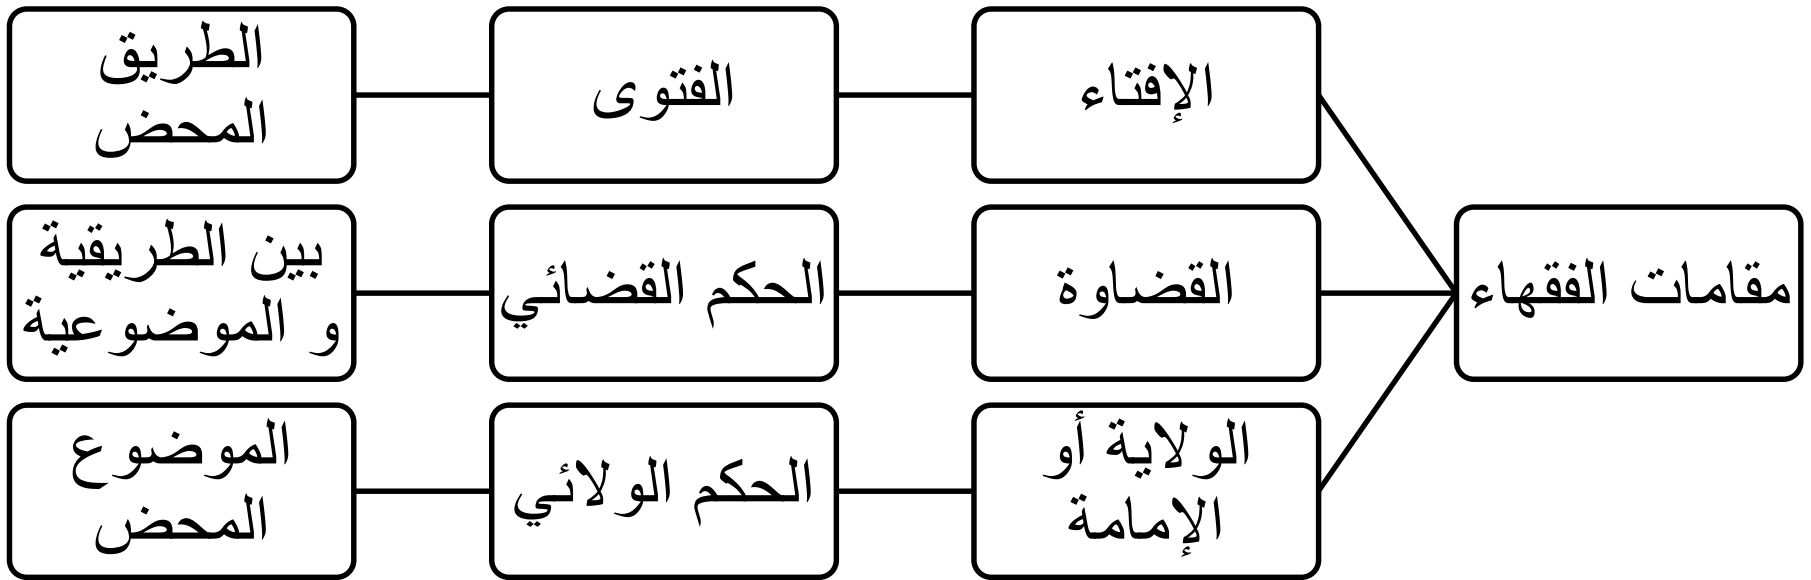 مقامات الفقهاء
الإفتاء
الفتوى
الطريق
المحض
القضاوة
الحكم القضائي
بين الطريقية
و الموضوعية
الولاية أو
الإمامة
الحكم الولائي
الموضوع
المحض